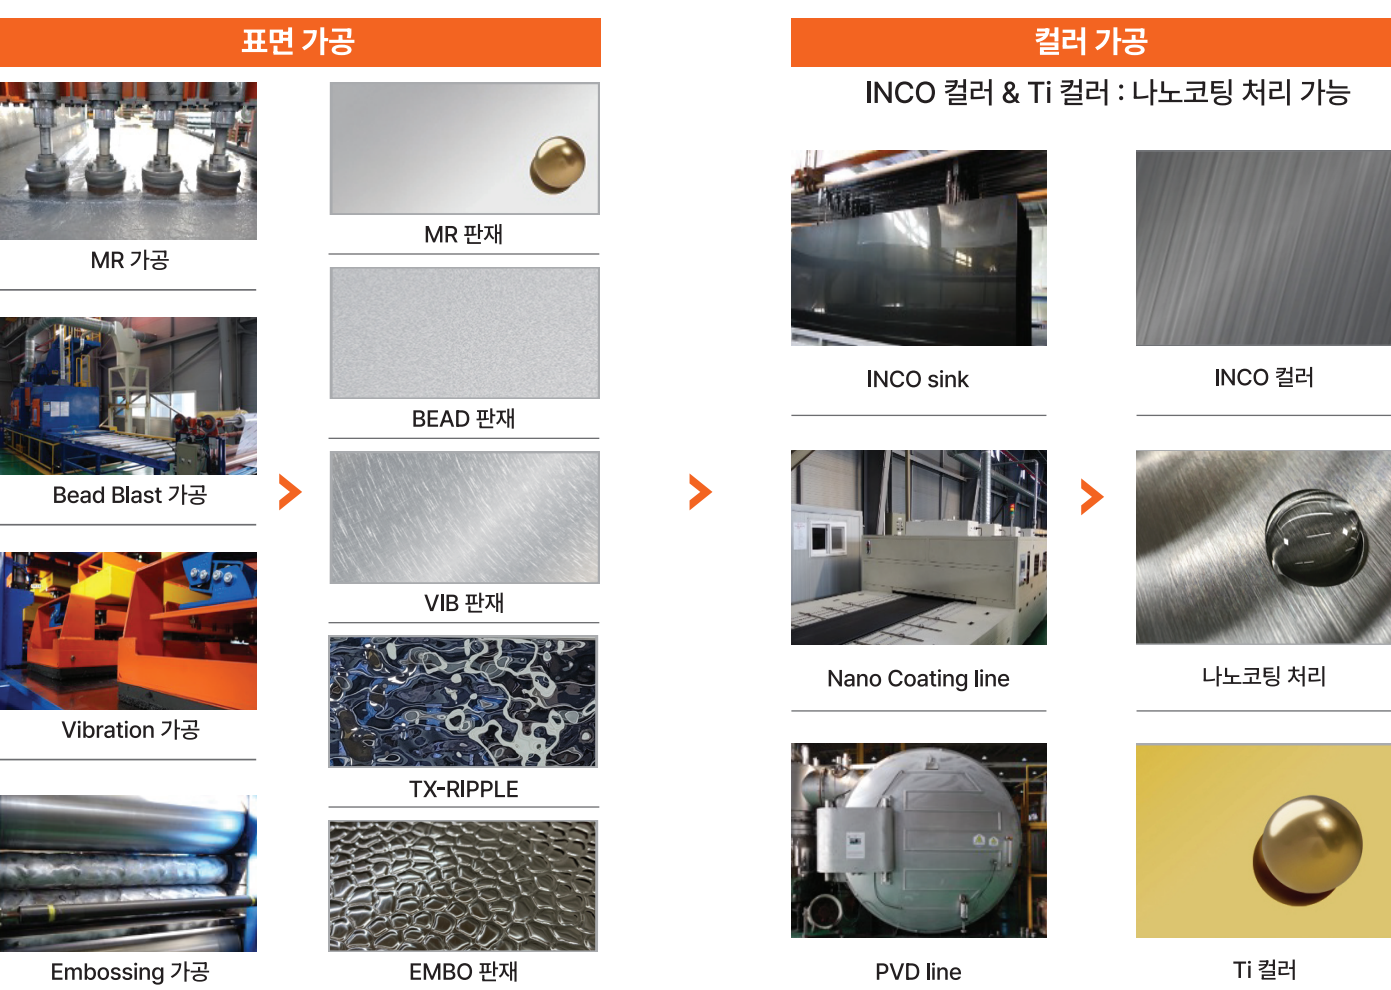 표면 가공
MR 가공
Bead Blast 가공
Vibration 가공
Embossing 가공
MR 판재
BEAD 판재
VIB 판재
TX-RIPPLE
EMBO 판재
컬러 가공
INCO 컬러 & Ti 컬러 : 나노코팅 처리 가능
INCO sink
Nano Coating line
PVD line
INCO 컬러
나노코팅 처리
Ti 컬러